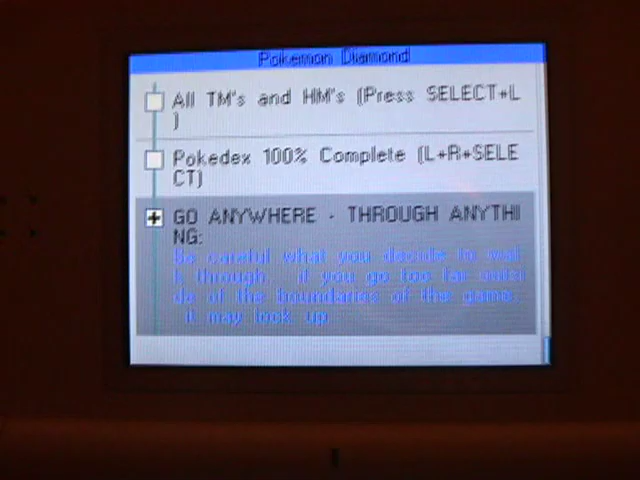 Pokemon Diamond
All TM's and HM's (Press SELECT+L
)
Pokedex 100% Complete (L+R+SELE
CT)
GO ANYWHERE - THROUGH ANYTHI
NG:
Be careful what you decide to wal
k through. if you go too far outsi
de of the boundaries of the game.
it may lock up